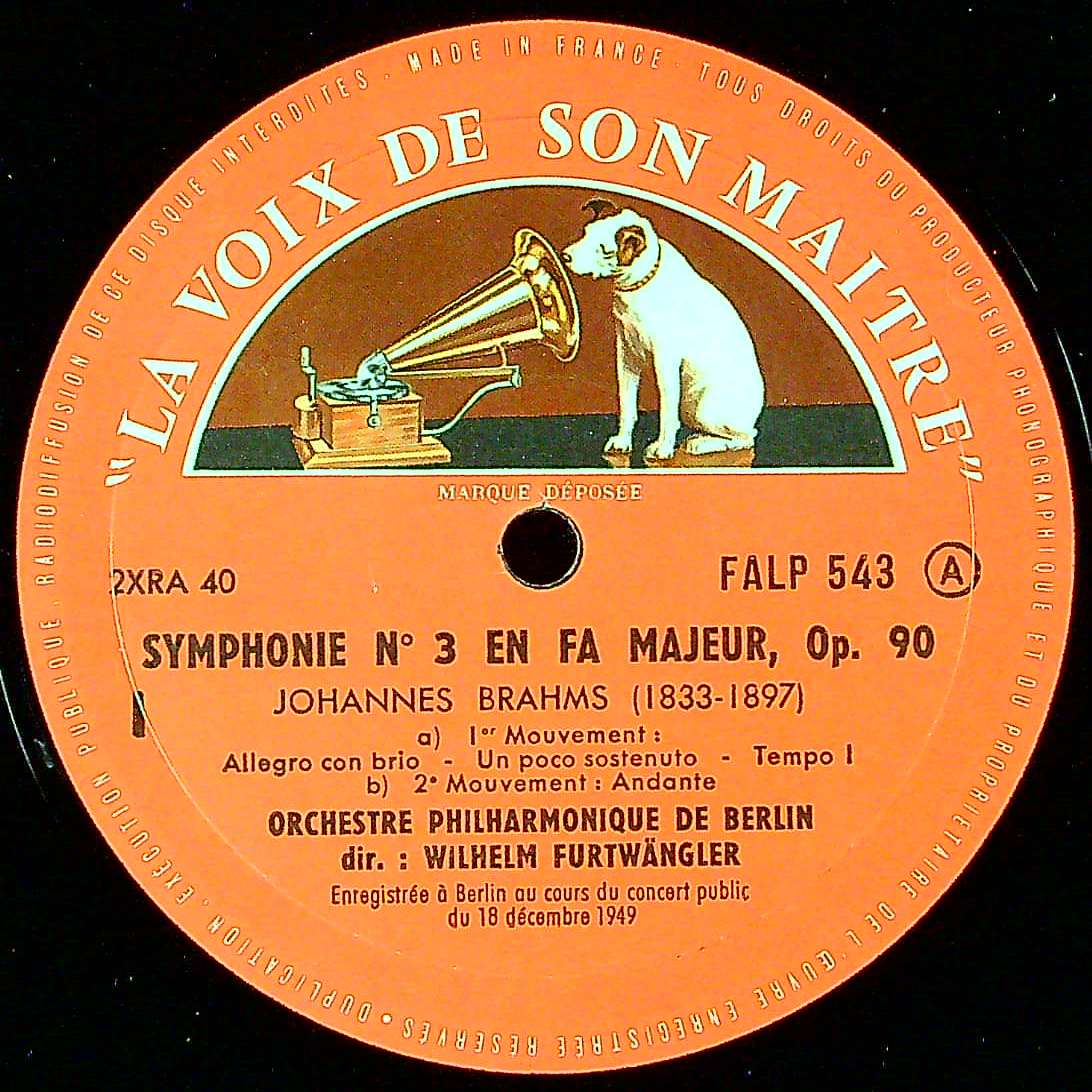 MADE IN FRANCE · TOUS DROITS DU PRODUCTEUR PHONOGRAPHIQUE ET DU PROPRIÉTAIRE DE L'ŒUVRE ENREGISTRÉE RÉSERVÉS • DUPLICATION, EXÉCUTION PUBLIQUE, RADIODIFFUSION DE CE DISQUE INTERDITES ·
"LA VOIX DE SON MAITRE"
MARQUE DÉPOSÉE
2XRA 40
FALP 543 A
SYMPHONIE N° 3 EN FA MAJEUR, Op. 90
JOHANNES BRAHMS (1833-1897)
a) 1er Mouvement :
Allegro con brio - Un poco sostenuto - Tempo I
b) 2e Mouvement : Andante
ORCHESTRE PHILHARMONIQUE DE BERLIN
dir. : WILHELM FURTWÄNGLER
Enregistrée à Berlin au cours du concert public
du 18 décembre 1949